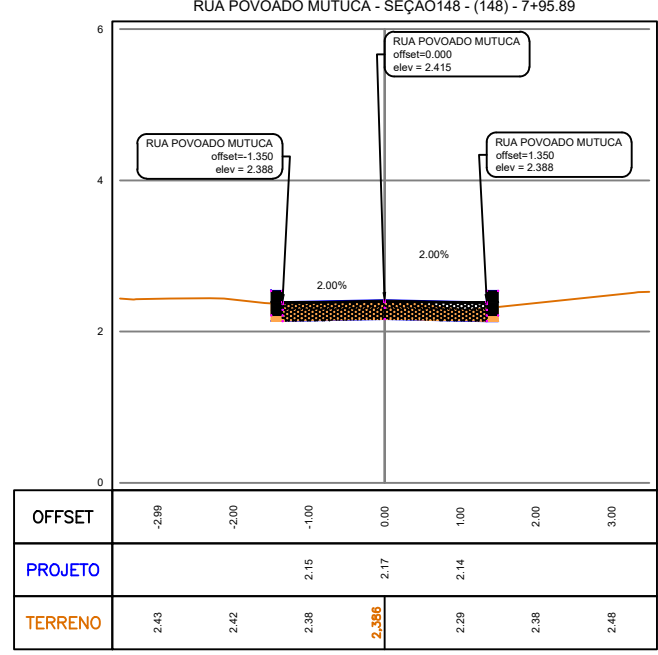 RUA POVOADO MUTUCA - SEÇÃO148 - (148) - 7+95.89
6
RUA POVOADO MUTUCA
offset=0.000
elev = 2.415
RUA POVOADO MUTUCA
offset=-1.350
elev = 2.388
RUA POVOADO MUTUCA
offset=1.350
elev = 2.388
4
2.00%
2.00%
2
0
OFFSET -2.99 -2.00 -1.00 0.00 1.00 2.00 3.00
PROJETO 2.15 2.17 2.14
TERRENO 2.43 2.42 2.38 2.386 2.29 2.38 2.48